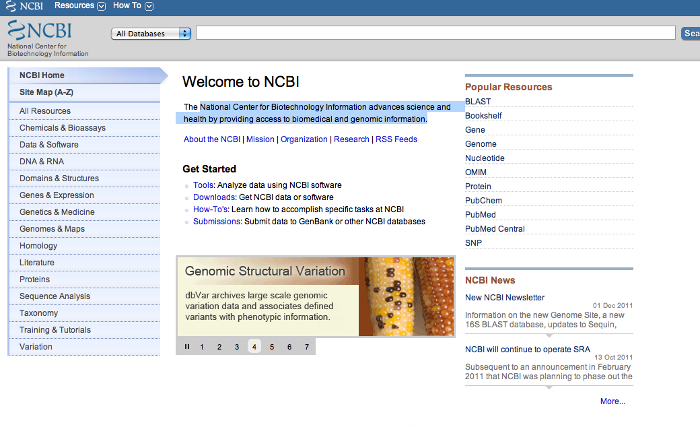 NCBI Resources How To
NCBI
National Center for
Biotechnology Information
All Databases
Sea
NCBI Home
Site Map (A-Z)
All Resources
Chemicals & Bioassays
Data & Software
DNA & RNA
Domains & Structures
Genes & Expression
Genetics & Medicine
Genomes & Maps
Homology
Literature
Proteins
Sequence Analysis
Taxonomy
Training & Tutorials
Variation
Welcome to NCBI
The National Center for Biotechnology Information advances science and
health by providing access to biomedical and genomic information.
About the NCBI | Mission | Organization | Research | RSS Feeds
Get Started
Tools: Analyze data using NCBI software
Downloads: Get NCBI data or software
How-To's: Learn how to accomplish specific tasks at NCBI
Submissions: Submit data to GenBank or other NCBI databases
Genomic Structural Variation
dbVar archives large scale genomic
variation data and associates defined
variants with phenotypic information.
1 2 3 4 5 6 7
Popular Resources
BLAST
Bookshelf
Gene
Genome
Nucleotide
OMIM
Protein
PubChem
PubMed
PubMed Central
SNP
NCBI News
New NCBI Newsletter
01 Dec 2011
Information on the new Genome Site, a new
16S BLAST database, updates to Sequin,
NCBI will continue to operate SRA
13 Oct 2011
Subsequent to an announcement in February
2011 that NCBI was planning to phase out the
More...